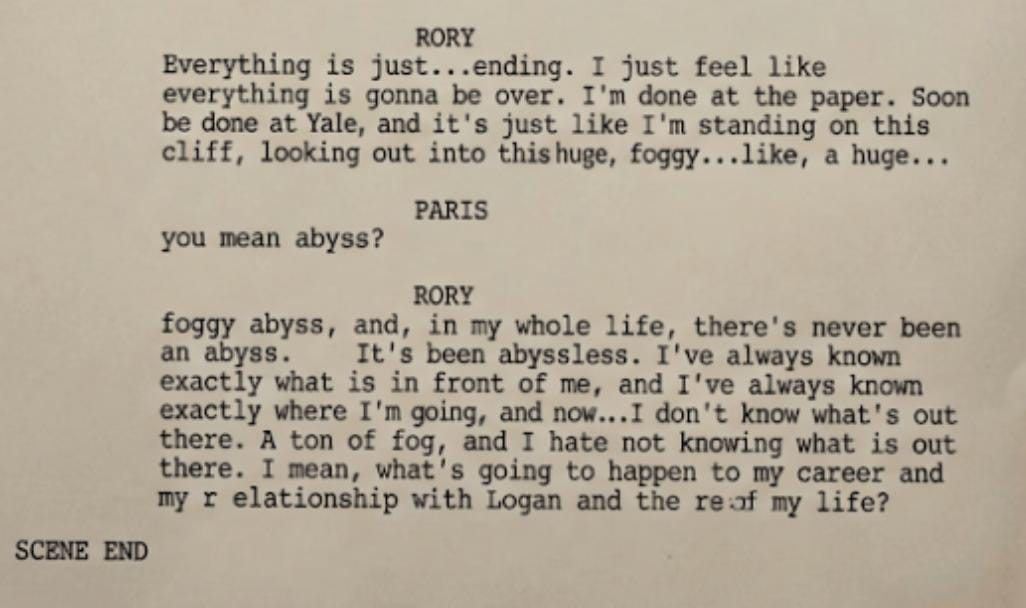 RORY
Everything is just...ending. I just feel like
everything is gonna be over. I'm done at the paper. Soon
be done at Yale, and it's just like I'm standing on this
cliff, looking out into this huge, foggy...like, a huge...
PARIS
you mean abyss?
RORY
foggy abyss, and, in my whole life, there's never been
an abyss. It's been abyssless. I've always known
exactly what is in front of me, and I've always known
exactly where I'm going, and now...I don't know what's out
there. A ton of fog, and I hate not knowing what is out
there. I mean, what's going to happen to my career and
my r elationship with Logan and the my life?
SCENE END